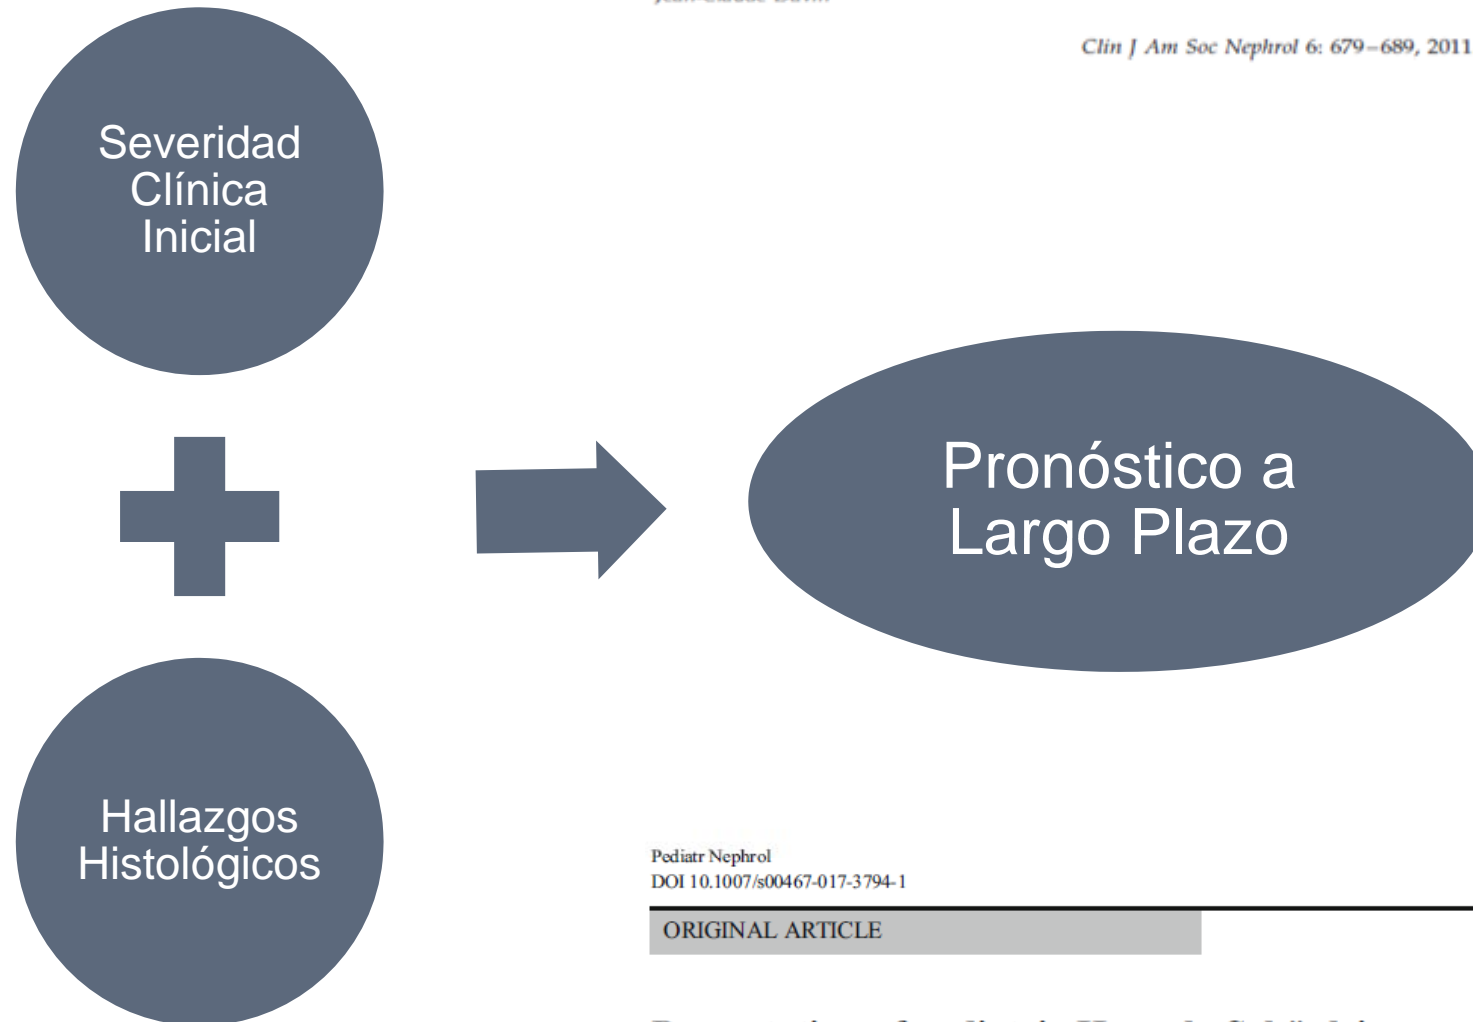 Clin J Am Soc Nephrol 6: 679–689, 2011
Severidad
Clínica
Inicial
Pronóstico a
Largo Plazo
Hallazgos
Histológicos
Pediatr Nephrol
DOI 10.1007/s00467-017-3794-1
ORIGINAL ARTICLE